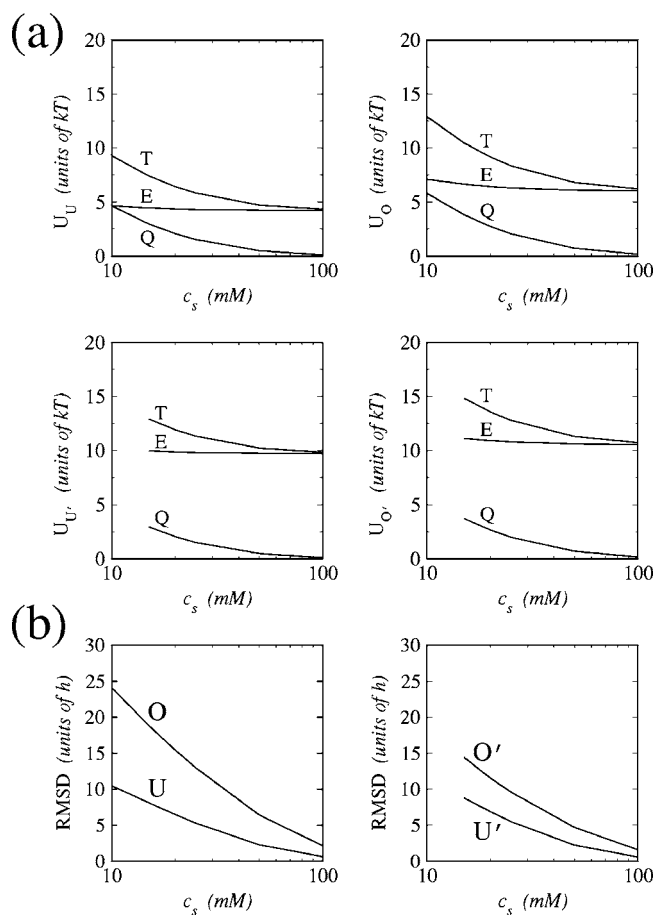 (a)
20
15
10
5
0
U_U (units of kT)
T
E
Q
10
100
c_s (mM)
20
15
10
5
0
U_O (units of kT)
T
E
Q
10
100
c_s (mM)
20
15
10
5
0
U_U′ (units of kT)
T
E
Q
10
100
c_s (mM)
20
15
10
5
0
U_O′ (units of kT)
T
E
Q
10
100
c_s (mM)
(b)
30
25
20
15
10
5
0
RMSD (units of h)
O
U
10
100
c_s (mM)
30
25
20
15
10
5
0
RMSD (units of h)
O′
U′
10
100
c_s (mM)